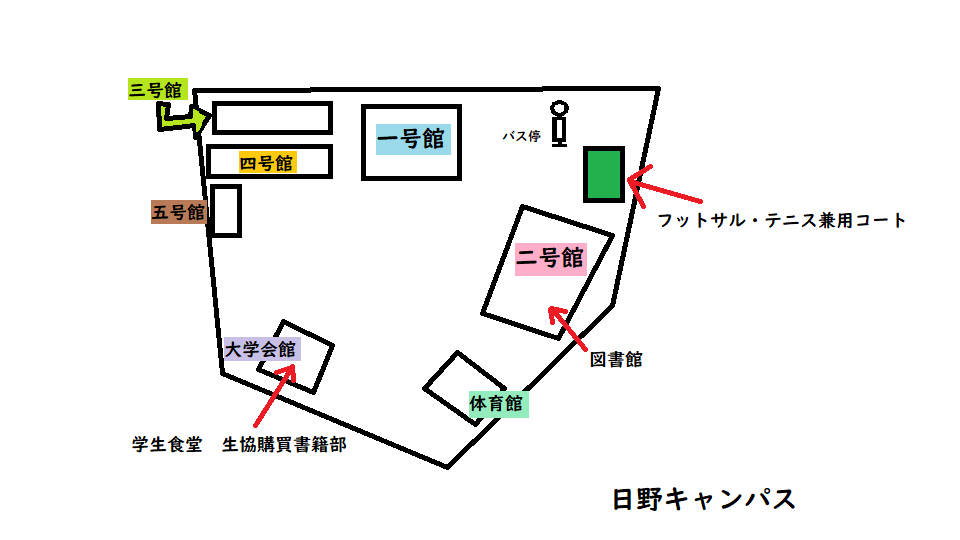 三号館
一号館
バス停
四号館
五号館
フットサル・テニス兼用コート
二号館
大学会館
図書館
体育館
学生食堂　生協購買書籍部
日野キャンパス